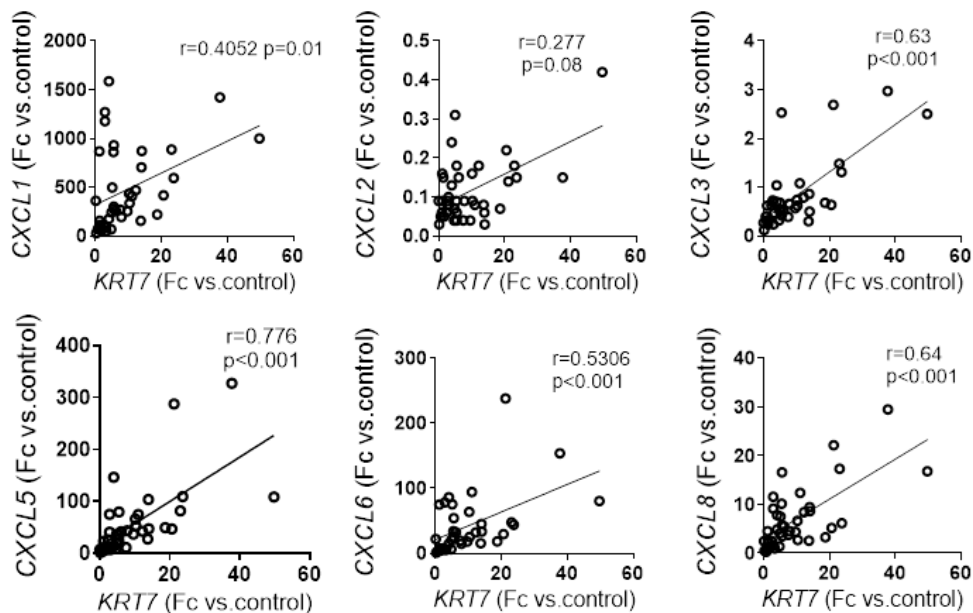 r=0.4052 p=0.01
CXCL1 (Fc vs.control)
2000
1500
1000
500
0
0 20 40 60
KRT7 (Fc vs.control)
r=0.277
p=0.08
CXCL2 (Fc vs.control)
0.5
0.4
0.3
0.2
0.1
0.0
0 20 40 60
KRT7 (Fc vs.control)
r=0.63
p<0.001
CXCL3 (Fc vs.control)
4
3
2
1
0
0 20 40 60
KRT7 (Fc vs.control)
r=0.776
p<0.001
CXCL5 (Fc vs.control)
400
300
200
100
0
0 20 40 60
KRT7 (Fc vs.control)
r=0.5306
p<0.001
CXCL6 (Fc vs.control)
300
200
100
0
0 20 40 60
KRT7 (Fc vs.control)
r=0.64
p<0.001
CXCL8 (Fc vs.control)
40
30
20
10
0
0 20 40 60
KRT7 (Fc vs.control)